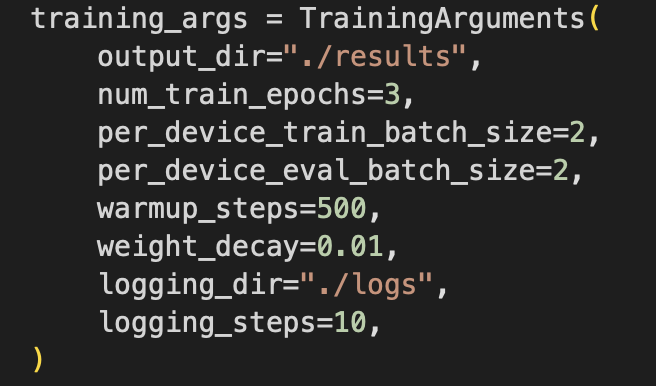 training_args = TrainingArguments(
    output_dir="./results",
    num_train_epochs=3,
    per_device_train_batch_size=2,
    per_device_eval_batch_size=2,
    warmup_steps=500,
    weight_decay=0.01,
    logging_dir="./logs",
    logging_steps=10,
)